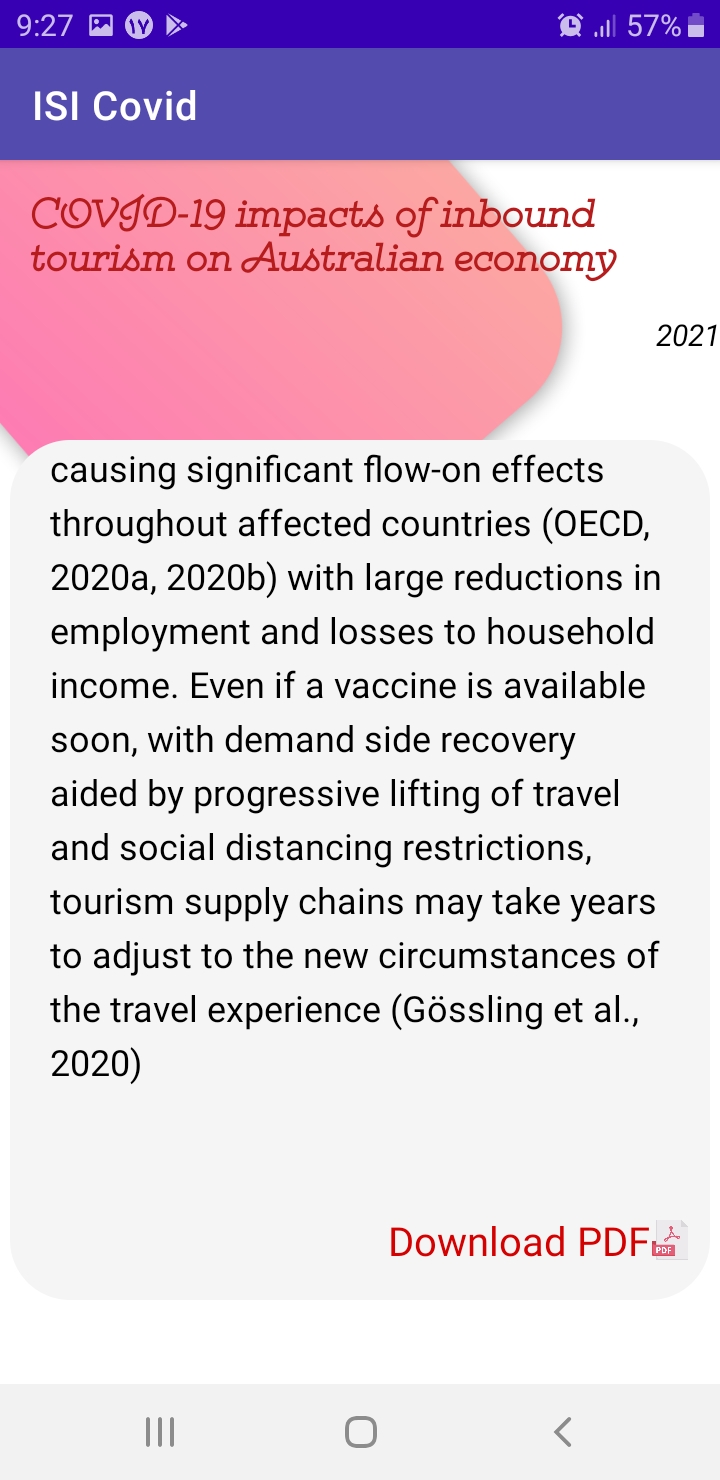 9:27
57%
ISI Covid
COVID-19 impacts of inbound
tourism on Australian economy
2021
causing significant flow-on effects
throughout affected countries (OECD,
2020a, 2020b) with large reductions in
employment and losses to household
income. Even if a vaccine is available
soon, with demand side recovery
aided by progressive lifting of travel
and social distancing restrictions,
tourism supply chains may take years
to adjust to the new circumstances of
the travel experience (Gössling et al.,
2020)
Download PDF
PDF